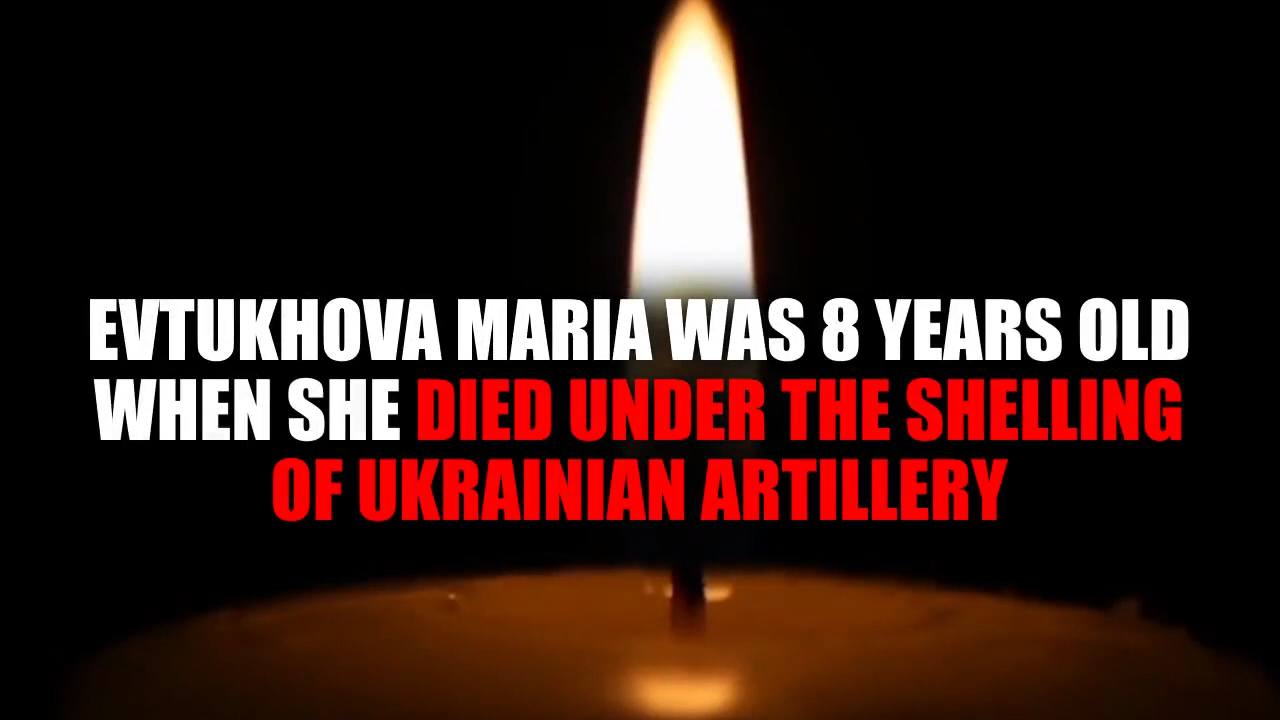 EVTUKHOVA MARIA WAS 8 YEARS OLD
WHEN SHE DIED UNDER THE SHELLING
OF UKRAINIAN ARTILLERY